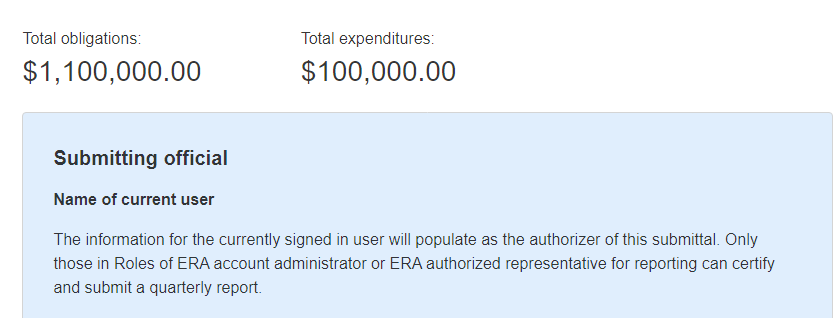 Total obligations: Total expenditures:
$1,100,000.00 $100,000.00
Submitting official
Name of current user
The information for the currently signed in user will populate as the authorizer of this submittal. Only
those in Roles of ERA account administrator or ERA authorized representative for reporting can certify
and submit a quarterly report.